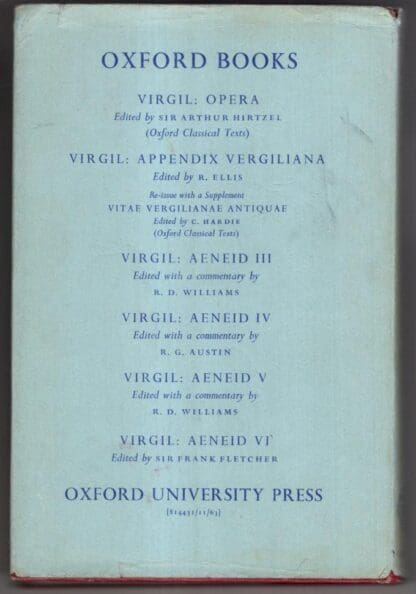 OXFORD BOOKS
VIRGIL: OPERA
Edited by SIR ARTHUR HIRTZEL
(Oxford Classical Texts)
VIRGIL: APPENDIX VERGILIANA
Edited by R. ELLIS
Re-issue with a Supplement
VITAE VERGILIANAE ANTIQUAE
Edited by C. HARDIE
(Oxford Classical Texts)
VIRGIL: AENEID III
Edited with a commentary by
R. D. WILLIAMS
VIRGIL: AENEID IV
Edited with a commentary by
R. G. AUSTIN
VIRGIL: AENEID V
Edited with a commentary by
R. D. WILLIAMS
VIRGIL: AENEID VI
Edited by SIR FRANK FLETCHER
OXFORD UNIVERSITY PRESS
[814451/11/63]